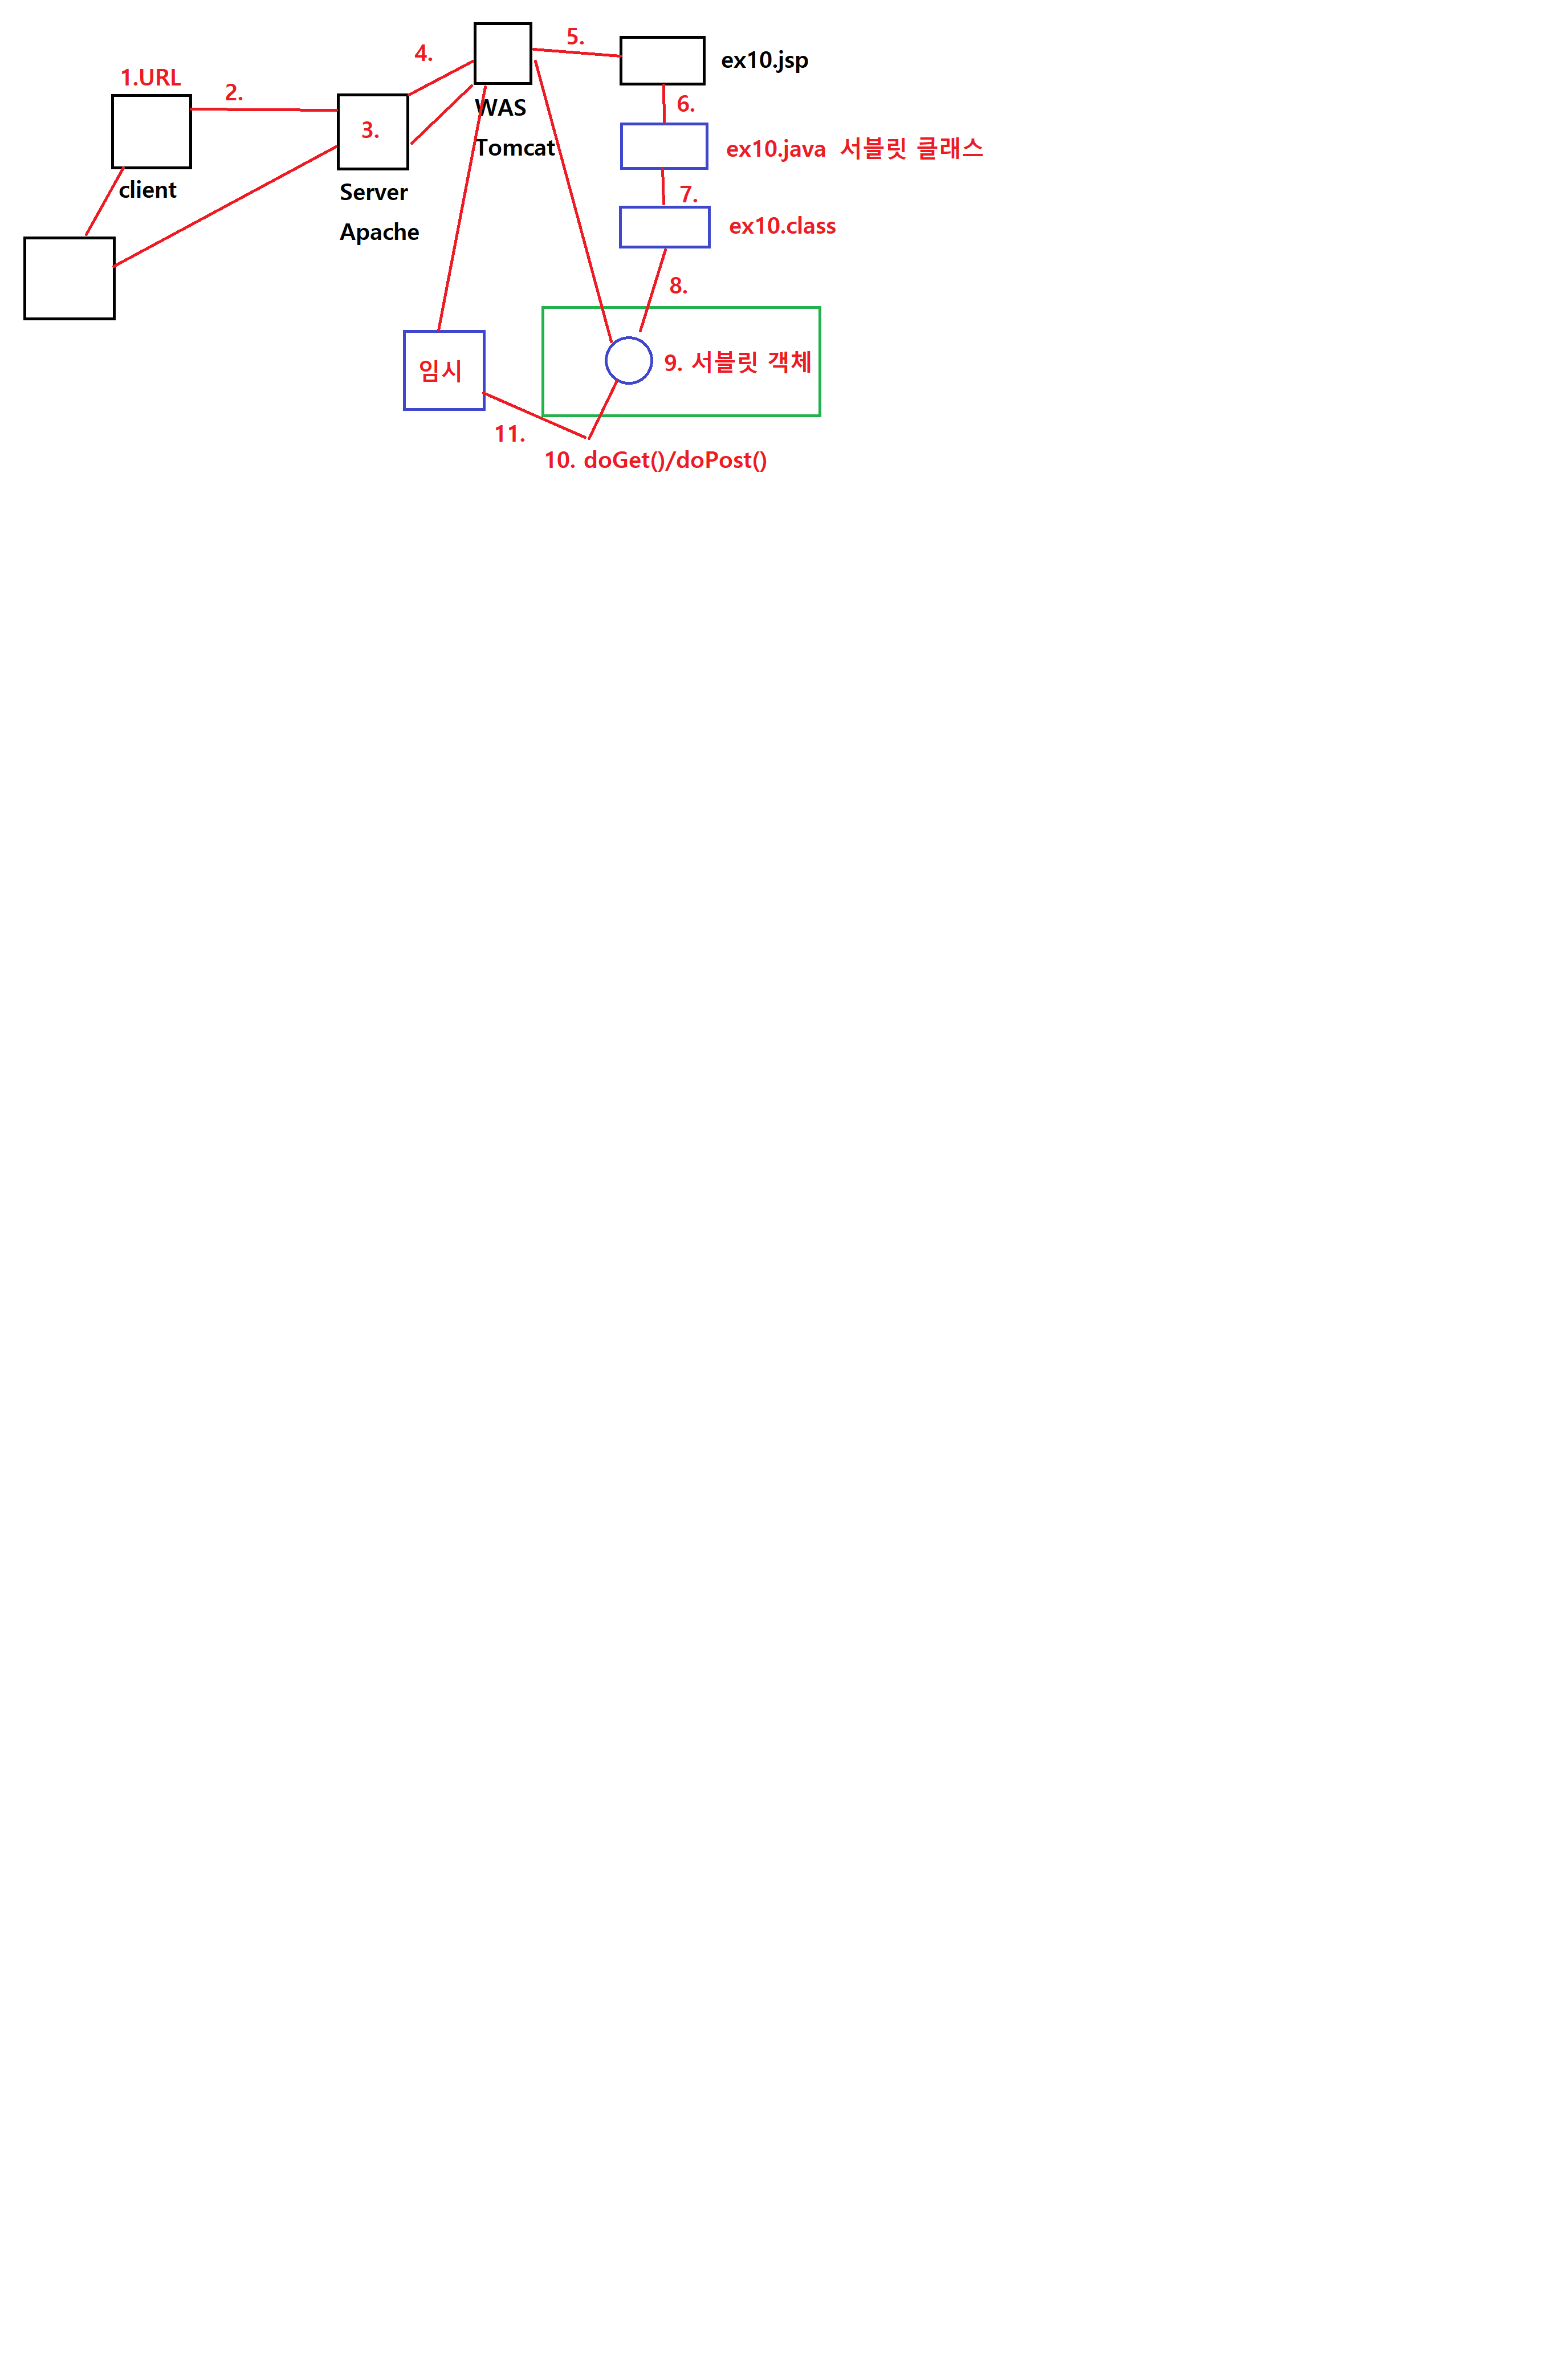 1.URL
2.
client
3.
Server
Apache
4.
WAS
Tomcat
5.
ex10.jsp
6.
ex10.java 서블릿 클래스
7.
ex10.class
8.
9. 서블릿 객체
임시
11.
10. doGet()/doPost()